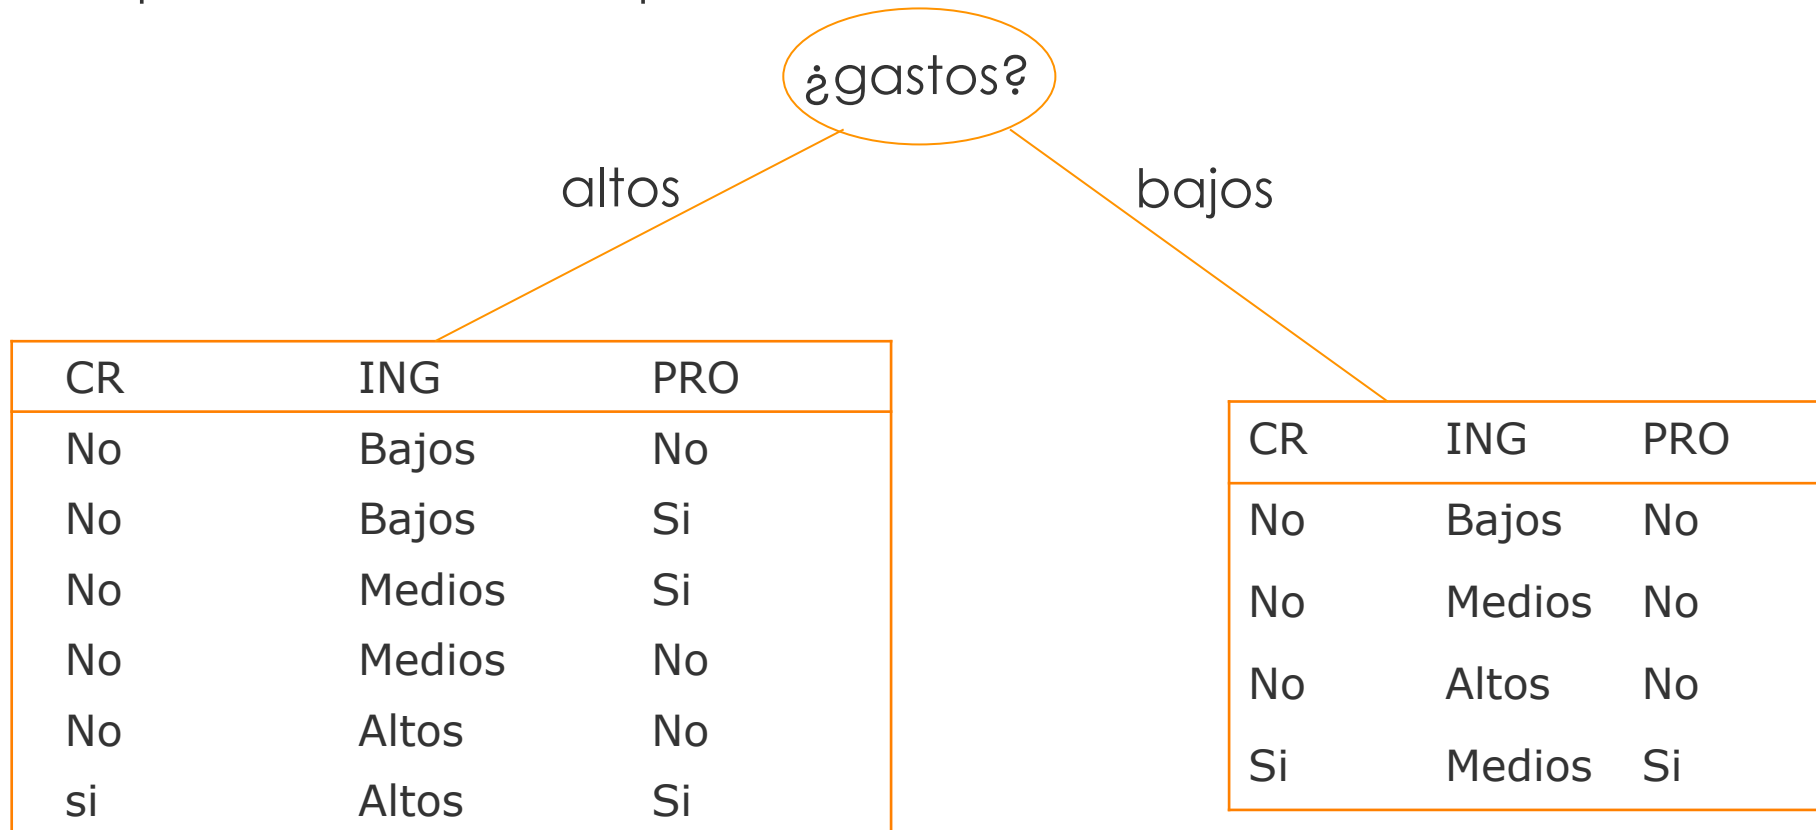 ¿gastos?
altos
bajos
CR ING PRO
No Bajos No
No Bajos Si
No Medios Si
No Medios No
No Altos No
si Altos Si
CR ING PRO
No Bajos No
No Medios No
No Altos No
Si Medios Si